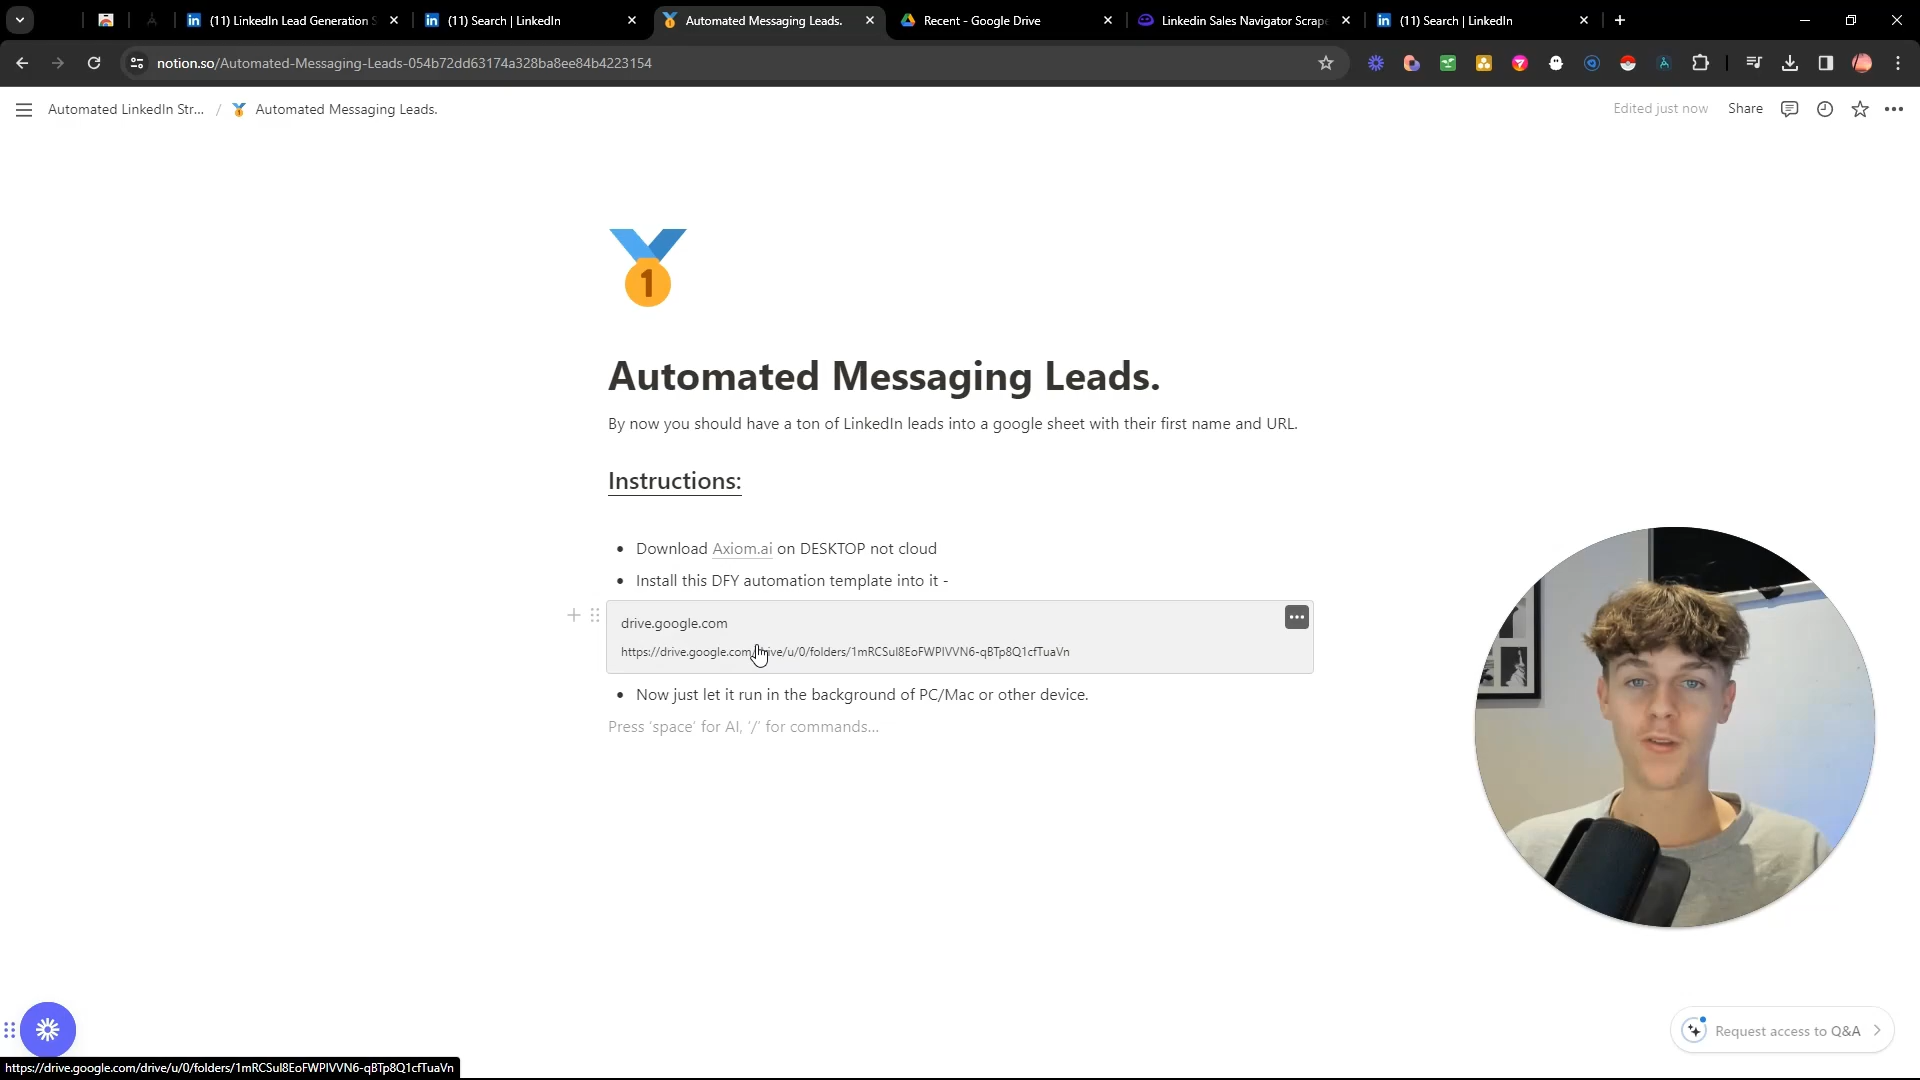 (11) LinkedIn Lead Generation S
(11) Search | LinkedIn
Automated Messaging Leads.
Recent - Google Drive
Linkedin Sales Navigator Scrape
(11) Search | LinkedIn
notion.so/Automated-Messaging-Leads-054b72dd63174a328ba8ee84b4223154
Automated LinkedIn Str... / Automated Messaging Leads.
Edited just now
Share
1
Automated Messaging Leads.
By now you should have a ton of LinkedIn leads into a google sheet with their first name and URL.
Instructions:
• Download Axiom.ai on DESKTOP not cloud
• Install this DFY automation template into it -
drive.google.com
https://drive.google.com/drive/u/0/folders/1mRCSul8EoFWPlVVN6-qBTp8Q1cfTuaVn
• Now just let it run in the background of PC/Mac or other device.
Press ‘space’ for AI, ‘/’ for commands...
Request access to Q&A
https://drive.google.com/drive/u/0/folders/1mRCSul8EoFWPlVVN6-qBTp8Q1cfTuaVn